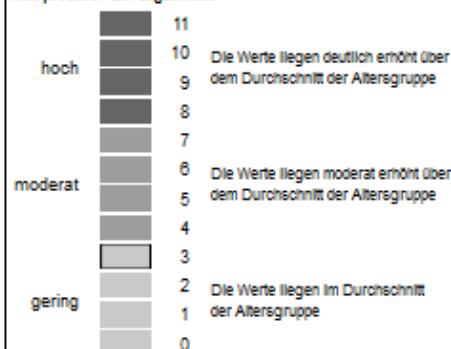 11
10
hoch
Die Werte liegen deutlich erhöht über
dem Durchschnitt der Altersgruppe
9
8
7
6
moderat
Die Werte liegen moderat erhöht über
dem Durchschnitt der Altersgruppe
5
4
3
2
gering
Die Werte liegen im Durchschnitt
der Altersgruppe
1
0